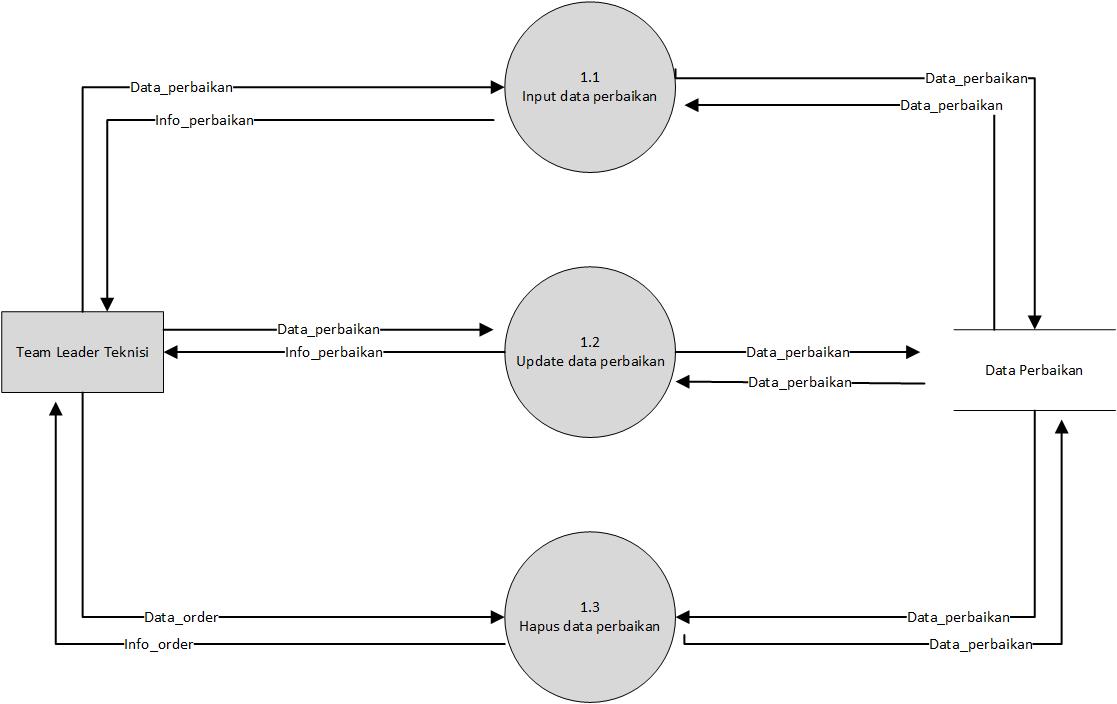 1.1
Input data perbaikan
Data_perbaikan
Info_perbaikan
Data_perbaikan
Data_perbaikan
Team Leader Teknisi
Data_perbaikan
Info_perbaikan
1.2
Update data perbaikan
Data_perbaikan
Data_perbaikan
Data Perbaikan
1.3
Hapus data perbaikan
Data_order
Info_order
Data_perbaikan
Data_perbaikan